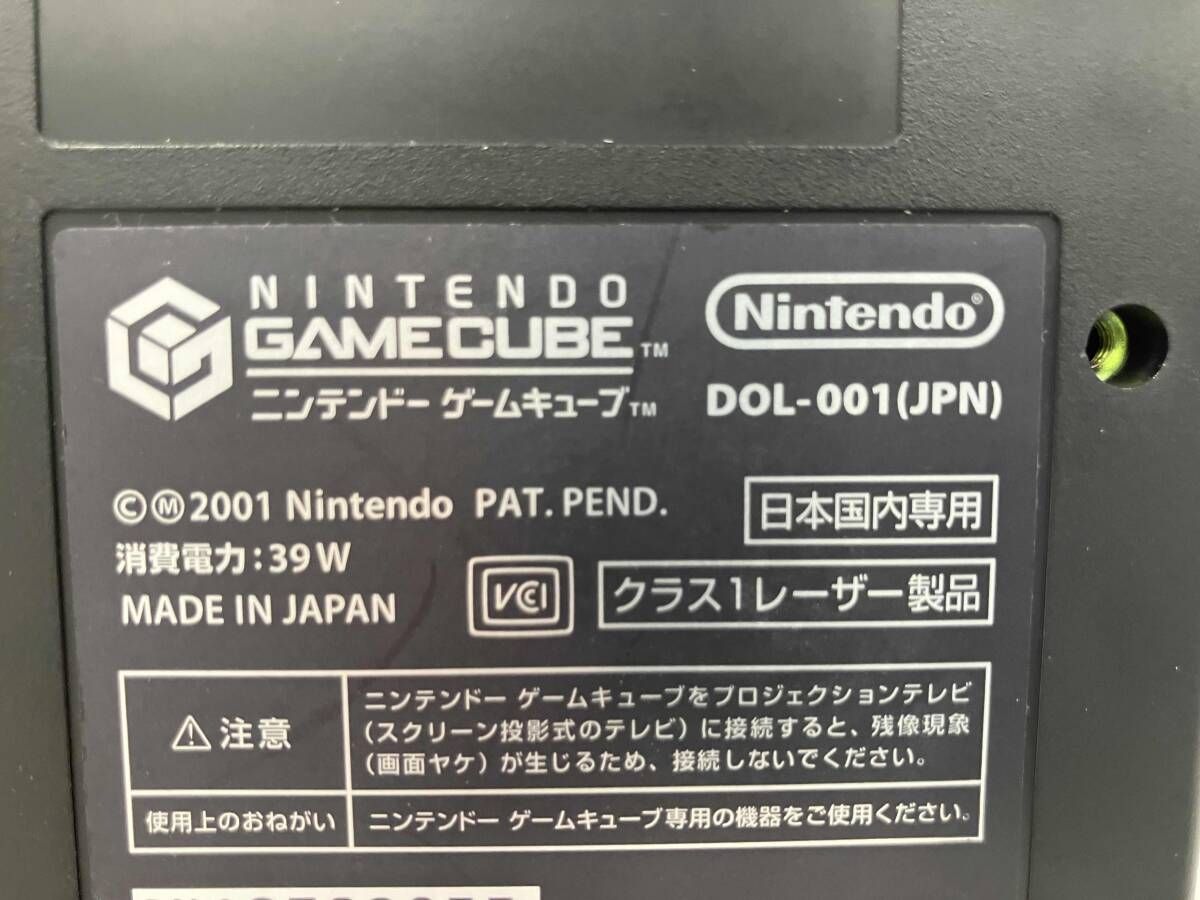 NINTENDO
GAMECUBE™
ニンテンドー ゲームキューブ™
Nintendo®
DOL-001(JPN)
©Ⓜ2001 Nintendo PAT. PEND.
日本国内専用
消費電力：39W
MADE IN JAPAN
VCCI
クラス1レーザー製品
⚠注意
ニンテンドー ゲームキューブをプロジェクションテレビ
（スクリーン投影式のテレビ）に接続すると、残像現象
（画面ヤケ）が生じるため、接続しないでください。
使用上のおねがい
ニンテンドー ゲームキューブ専用の機器をご使用ください。